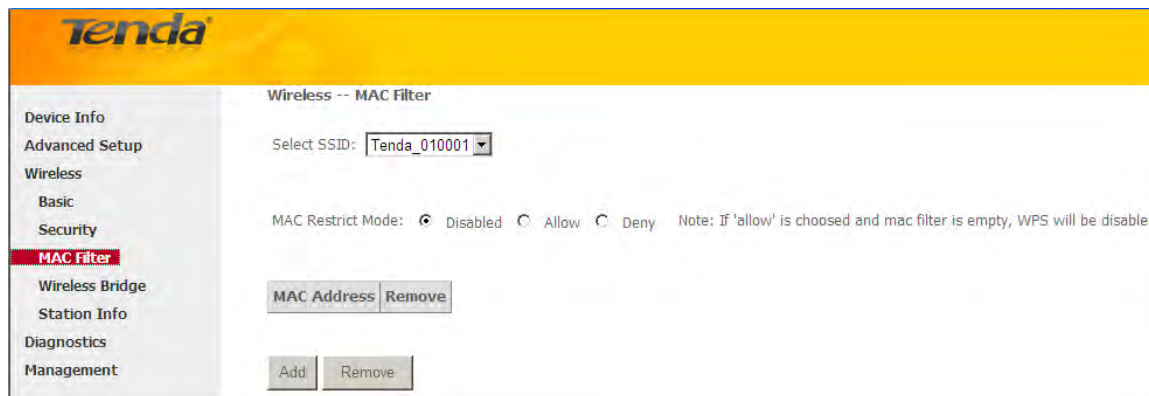 Tenda
Device Info
Advanced Setup
Wireless
Basic
Security
MAC Filter
Wireless Bridge
Station Info
Diagnostics
Management
Wireless -- MAC Filter
Select SSID: Tenda_010001
MAC Restrict Mode: Disabled Allow Deny Note: If 'allow' is choosed and mac filter is empty, WPS will be disable
MAC Address Remove
Add Remove